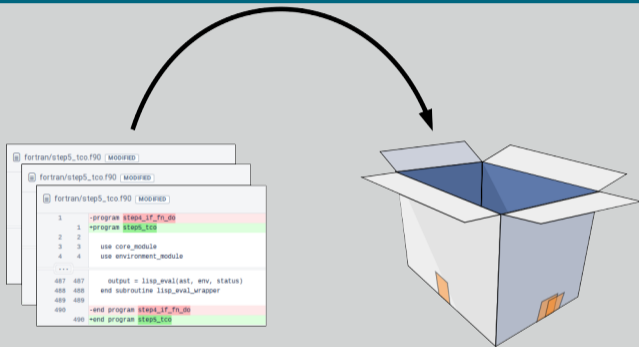 fortran/step5_tco.f90 MODIFIED
fortran/step5_tco.f90 MODIFIED
fortran/step5_tco.f90 MODIFIED
1 -program step4_if_fn_do
1 +program step5_tco
2 2
3 3 use core_module
4 4 use environment_module
...
487 487 output = lisp_eval(ast, env, status)
488 488 end subroutine lisp_eval_wrapper
489 489
490 -end program step4_if_fn_do
490 +end program step5_tco